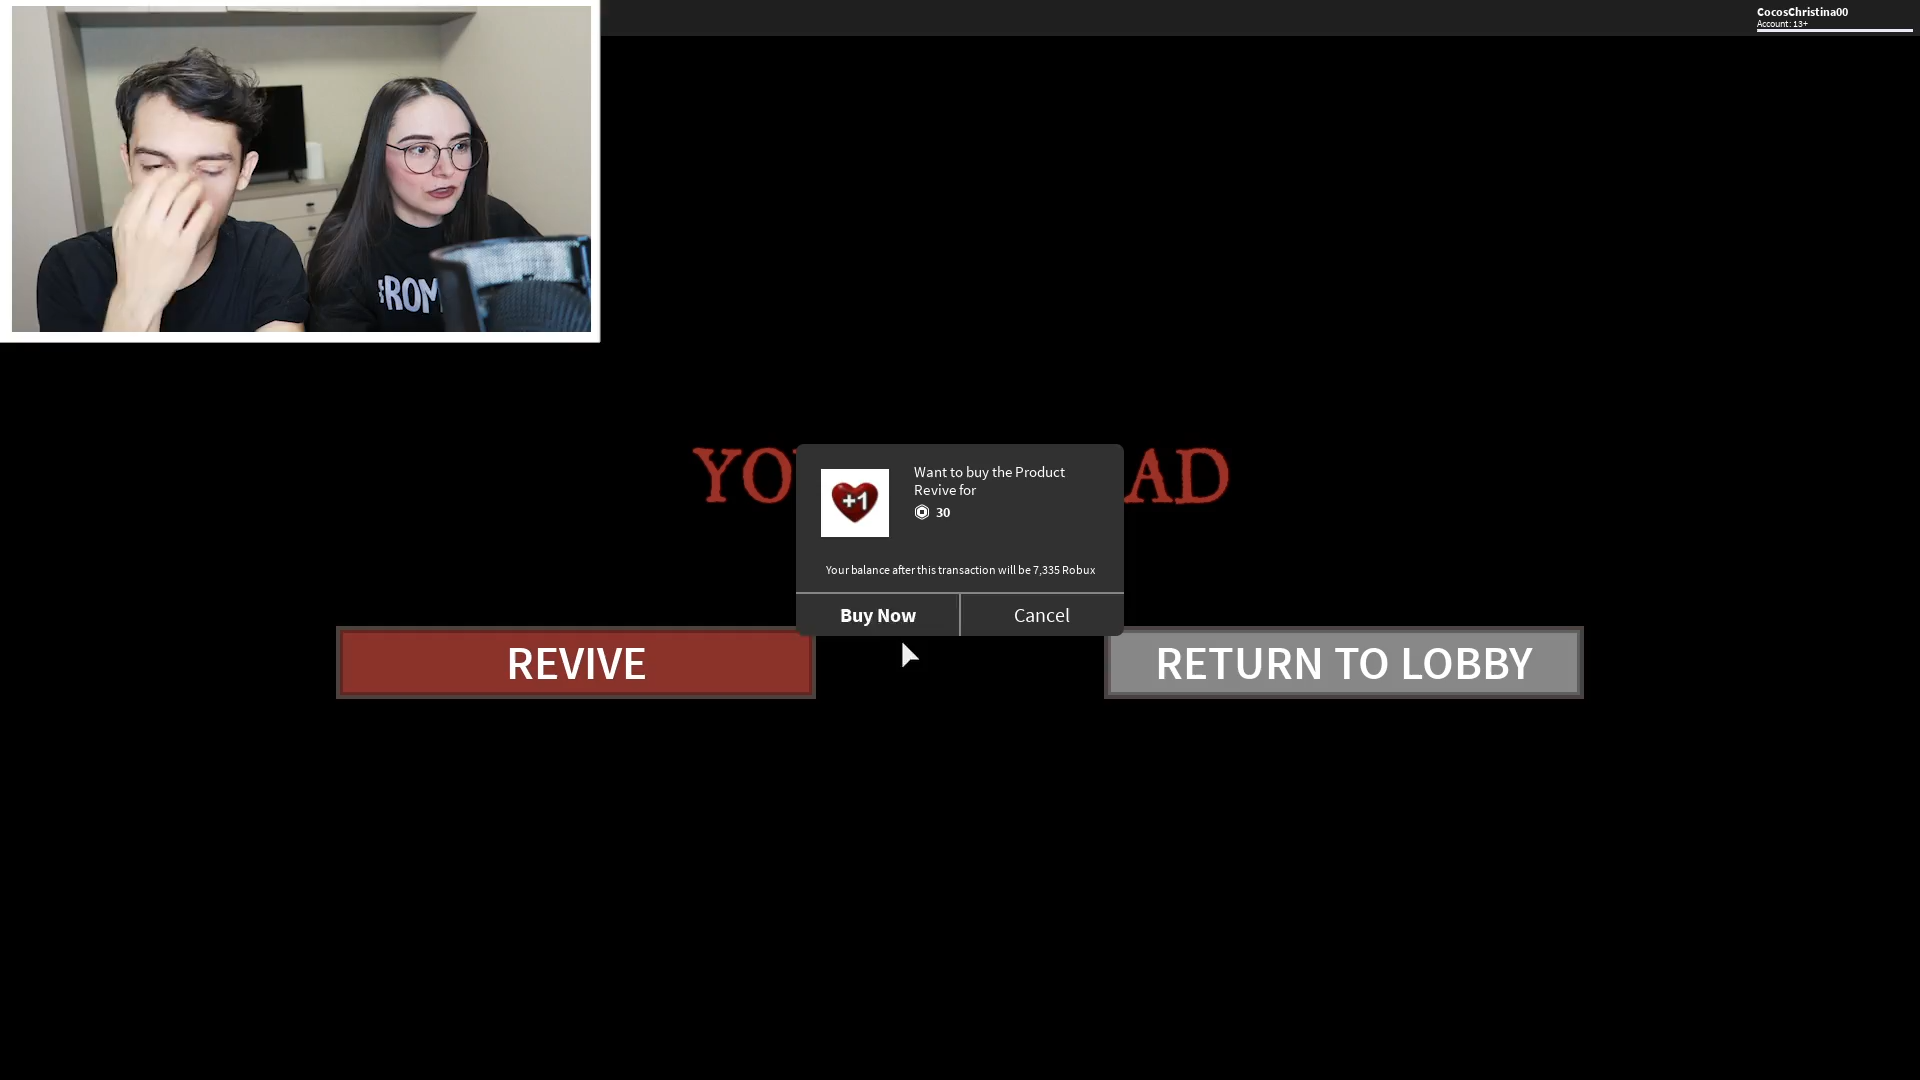 CocosChristina00
Account: 13+
ROM
YO
AD
Want to buy the Product
Revive for
30
+1
Your balance after this transaction will be 7,335 Robux
Buy Now
Cancel
REVIVE
RETURN TO LOBBY